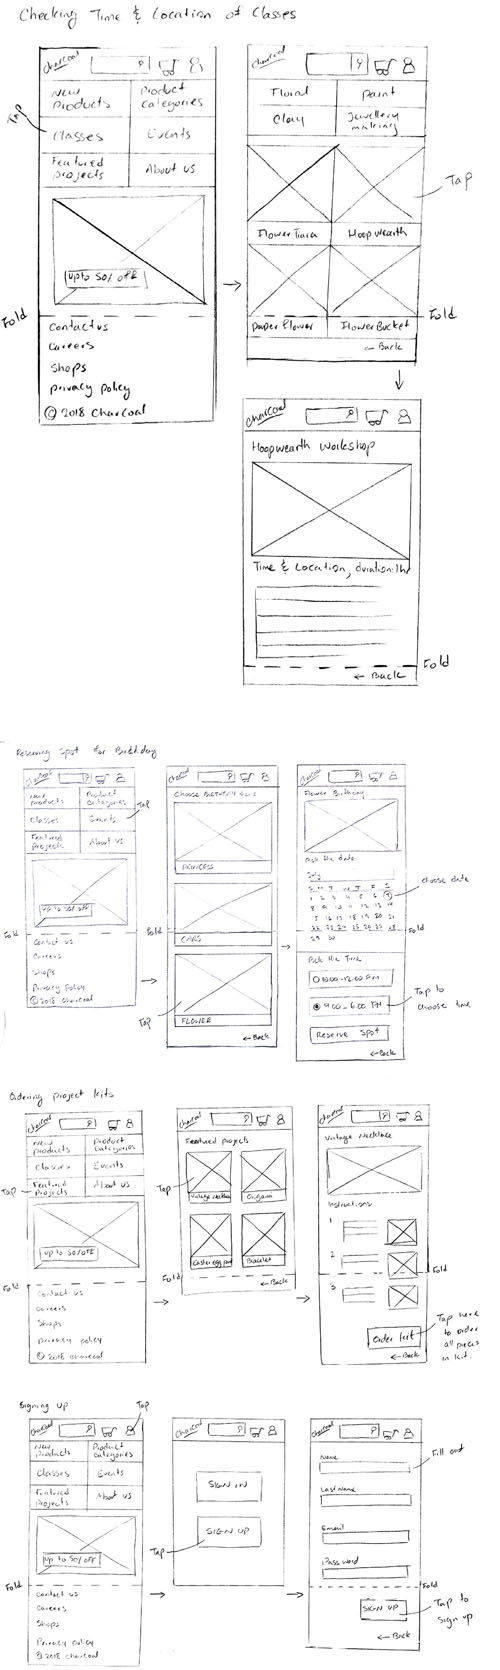 Checking Time & Location of Classes
charcoal
New Products
Product Categories
Tap
Classes
Events
Featured projects
About us
up to 50% off
Fold
Contact us
Careers
Shops
privacy policy
© 2018 charcoal
charcoal
Floral
paint
Clay
Jewellery making
Tap
Flower Tiara
Hoopwearth
paper flower
Flower Bucket
Fold
← Back
charcoal
Hoopwearth Workshop
Time & Location, duration: 1hr
Fold
← Back
Reserving spot for Birthday
charcoal
New products
Product Categories
Tap
Classes
Events
Featured Projects
About us
up to 50% off
Fold
Contact us
Careers
Shops
Privacy Policy
© 2018 charcoal
charcoal
PRINCESS
Fold
CARS
Tap
FLOWER
← Back
charcoal
Flower Birthday
Pick the date
July
choose date
Fold
Pick the Time
10:00-12:00 PM
4:00-6:00 PM
Tap to choose time
Reserve spot
← Back
Ordering project kits
charcoal
New products
Product Categories
Classes
Events
Tap
Featured Projects
About us
up to 50% off
Fold
Contact us
Careers
Shops
privacy policy
© 2018 charcoal
charcoal
Featured projects
Tap
Vintage Necklace
Origami
Bracelet
Fold
← Back
charcoal
Vintage Necklace
Instructions
1
2
3
Fold
Order kit
Tap here to order all pieces in kit.
← Back
Signing up
charcoal
Tap
New Products
Product Categories
Classes
Events
Featured Projects
About us
up to 50% off
Fold
Contact us
Careers
Shops
Privacy Policy
© 2018 charcoal
charcoal
SIGN IN
SIGN UP
Tap
charcoal
Name
Fill out
Last Name
Email
Password
Fold
SIGN UP
Tap to sign up
← Back